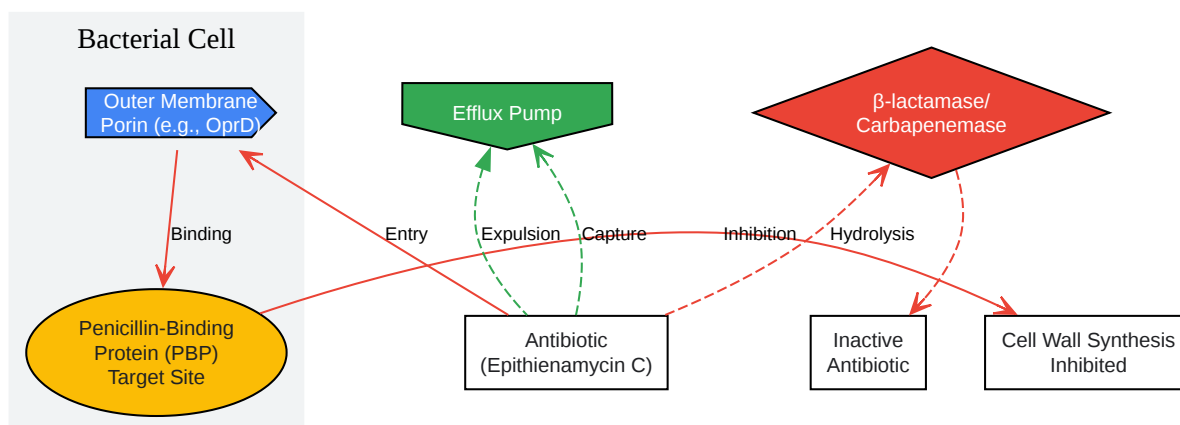 Bacterial Cell
Outer Membrane
Porin (e.g., OprD)
Efflux Pump
β-lactamase/
Carbapenemase
Binding
Entry
Expulsion
Capture
Inhibition
Hydrolysis
Penicillin-Binding
Protein (PBP)
Target Site
Antibiotic
(Epithienamycin C)
Inactive
Antibiotic
Cell Wall Synthesis
Inhibited